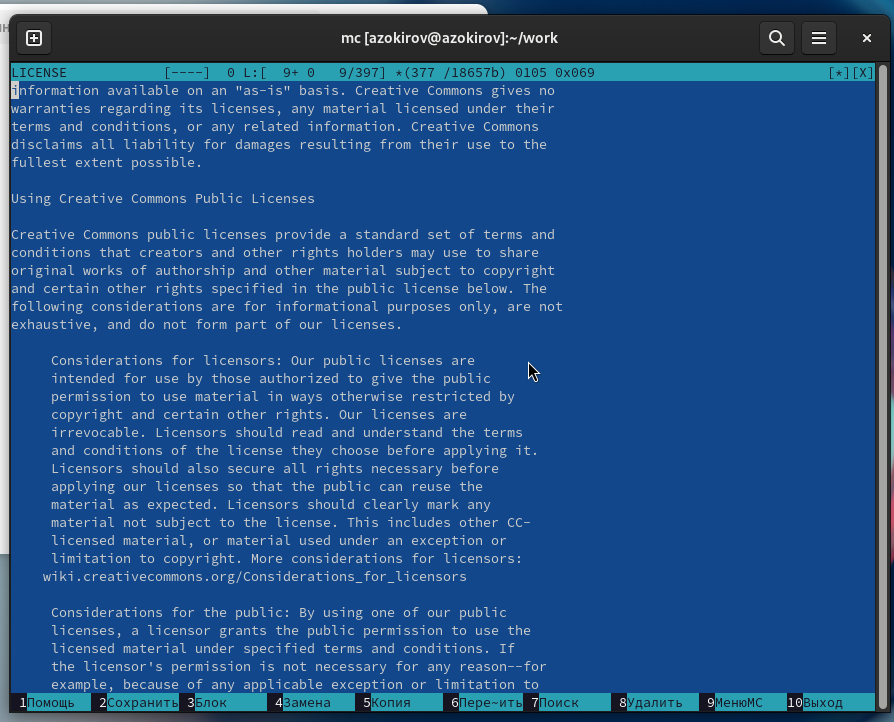 mc [azokirov@azokirov]:~/work
LICENSE            [----]  0 L:[  9+ 0   9/397] *(377 /18657b) 0105 0x069                             [*][X]
information available on an "as-is" basis. Creative Commons gives no
warranties regarding its licenses, any material licensed under their
terms and conditions, or any related information. Creative Commons
disclaims all liability for damages resulting from their use to the
fullest extent possible.

Using Creative Commons Public Licenses

Creative Commons public licenses provide a standard set of terms and
conditions that creators and other rights holders may use to share
original works of authorship and other material subject to copyright
and certain other rights specified in the public license below. The
following considerations are for informational purposes only, are not
exhaustive, and do not form part of our licenses.

     Considerations for licensors: Our public licenses are
     intended for use by those authorized to give the public
     permission to use material in ways otherwise restricted by
     copyright and certain other rights. Our licenses are
     irrevocable. Licensors should read and understand the terms
     and conditions of the license they choose before applying it.
     Licensors should also secure all rights necessary before
     applying our licenses so that the public can reuse the
     material as expected. Licensors should clearly mark any
     material not subject to the license. This includes other CC-
     licensed material, or material used under an exception or
     limitation to copyright. More considerations for licensors:
    wiki.creativecommons.org/Considerations_for_licensors

     Considerations for the public: By using one of our public
     licenses, a licensor grants the public permission to use the
     licensed material under specified terms and conditions. If
     the licensor's permission is not necessary for any reason--for
     example, because of any applicable exception or limitation to
1Помощь 2Сохранить 3Блок 4Замена 5Копия 6Пере~ить 7Поиск 8Удалить 9МенюMC 10Выход